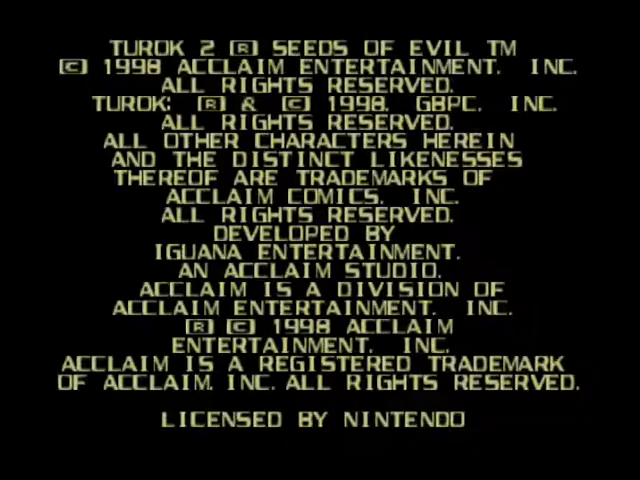 TUROK 2 ® SEEDS OF EVIL TM
© 1998 ACCLAIM ENTERTAINMENT. INC.
ALL RIGHTS RESERVED.
TUROK: ® & © 1998. GBPC. INC.
ALL RIGHTS RESERVED.
ALL OTHER CHARACTERS HEREIN
AND THE DISTINCT LIKENESSES
THEREOF ARE TRADEMARKS OF
ACCLAIM COMICS. INC.
ALL RIGHTS RESERVED.
DEVELOPED BY
IGUANA ENTERTAINMENT.
AN ACCLAIM STUDIO.
ACCLAIM IS A DIVISION OF
ACCLAIM ENTERTAINMENT. INC.
® © 1998 ACCLAIM
ENTERTAINMENT. INC.
ACCLAIM IS A REGISTERED TRADEMARK
OF ACCLAIM. INC. ALL RIGHTS RESERVED.
LICENSED BY NINTENDO